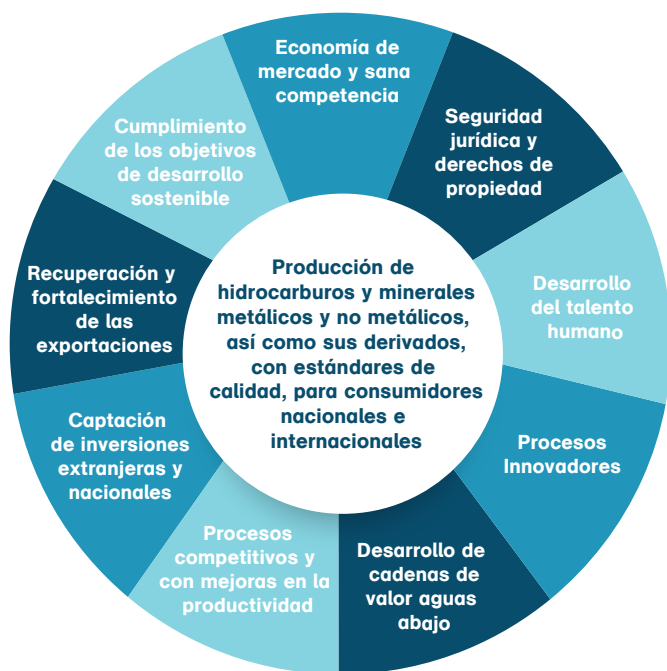 Economía de
mercado y sana
competencia
Seguridad
jurídica y
derechos de
propiedad
Desarrollo
del talento
humano
Procesos
Innovadores
Desarrollo de
cadenas de
valor aguas
abajo
Procesos
competitivos y
con mejoras en la
productividad
Captación
de inversiones
extranjeras y
nacionales
Recuperación y
fortalecimiento
de las
exportaciones
Cumplimiento
de los objetivos
de desarrollo
sostenible
Producción de
hidrocarburos y minerales
metálicos y no metálicos,
así como sus derivados,
con estándares de
calidad, para consumidores
nacionales e
internacionales